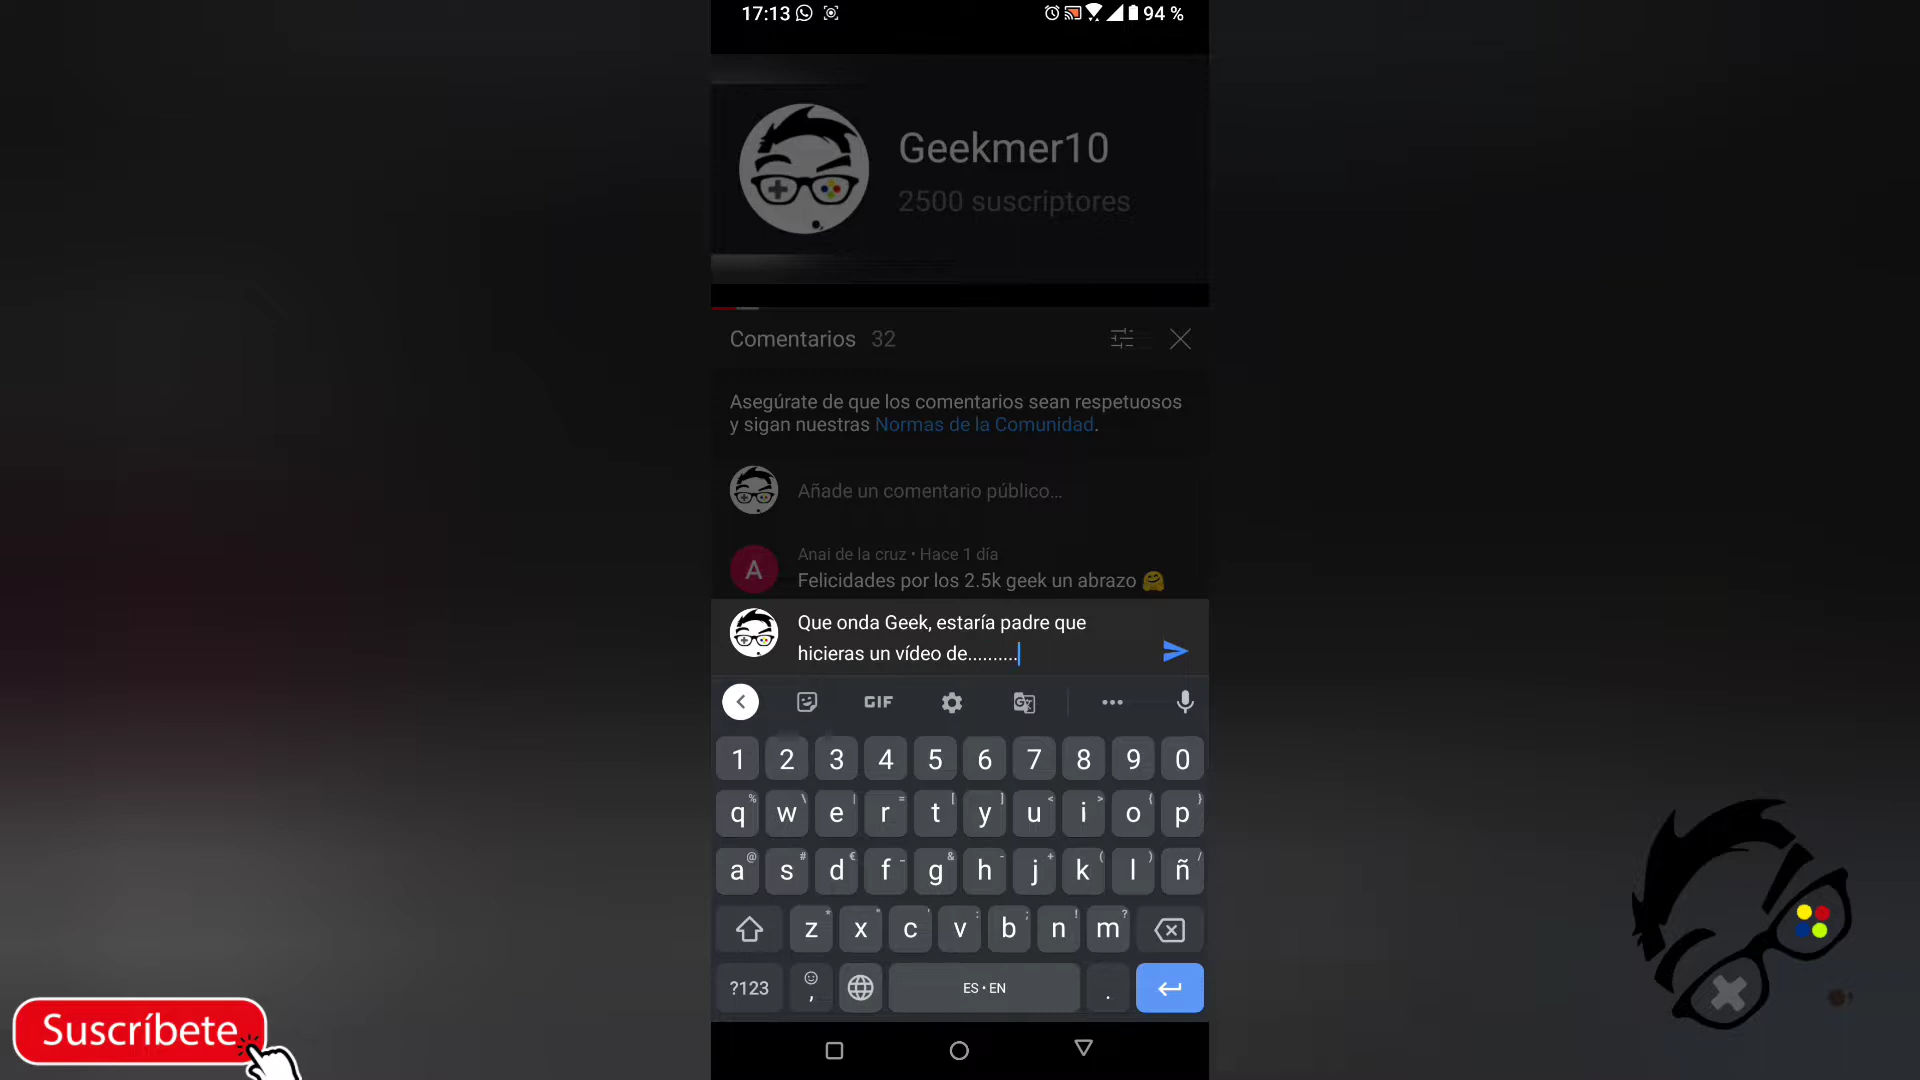 17:13
94 %
Geekmer10
2500 suscriptores
Comentarios 32
Asegúrate de que los comentarios sean respetuosos
y sigan nuestras Normas de la Comunidad.
Añade un comentario público...
A
Anai de la cruz • Hace 1 día
Felicidades por los 2.5k geek un abrazo 🤗
Que onda Geek, estaría padre que
hicieras un vídeo de..........
GIF
1 2 3 4 5 6 7 8 9 0
q w e r t y u i o p
a s d f g h j k l ñ
z x c v b n m
?123 , ES • EN .
Suscríbete